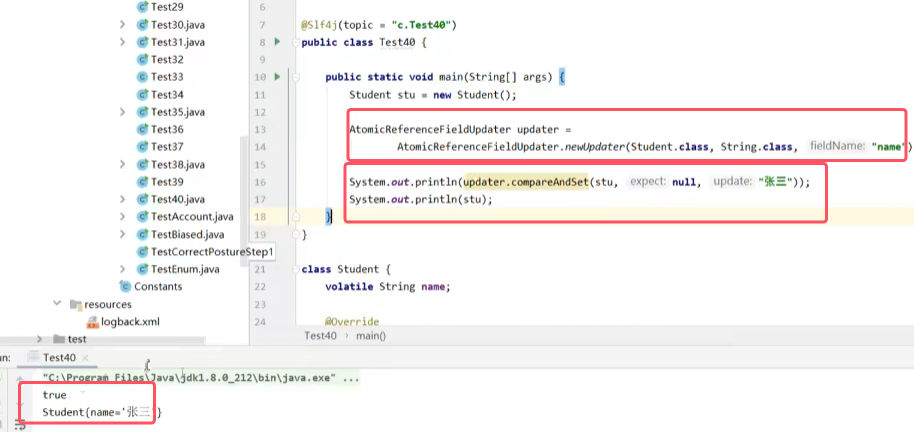 Test29
Test30.java
Test31.java
Test32
Test33
Test34
Test35.java
Test36
Test37
Test38.java
Test39
Test40.java
TestAccount.java
TestBiased.java
TestCorrectPostureStep1
TestEnum.java
Constants
resources
logback.xml
test
6
7 @Slf4j(topic = "c.Test40")
8 public class Test40 {
9
10 public static void main(String[] args) {
11 Student stu = new Student();
12
13 AtomicReferenceFieldUpdater updater =
14 AtomicReferenceFieldUpdater.newUpdater(Student.class, String.class, fieldName: "name")
15
16 System.out.println(updater.compareAndSet(stu, expect: null, update: "张三"));
17 System.out.println(stu);
18 }
19 }
21 class Student {
22 volatile String name;
23
24 @Override
Test40 › main()
un: Test40 ×
"C:\Program Files\Java\jdk1.8.0_212\bin\java.exe" ...
true
Student{name='张三'}